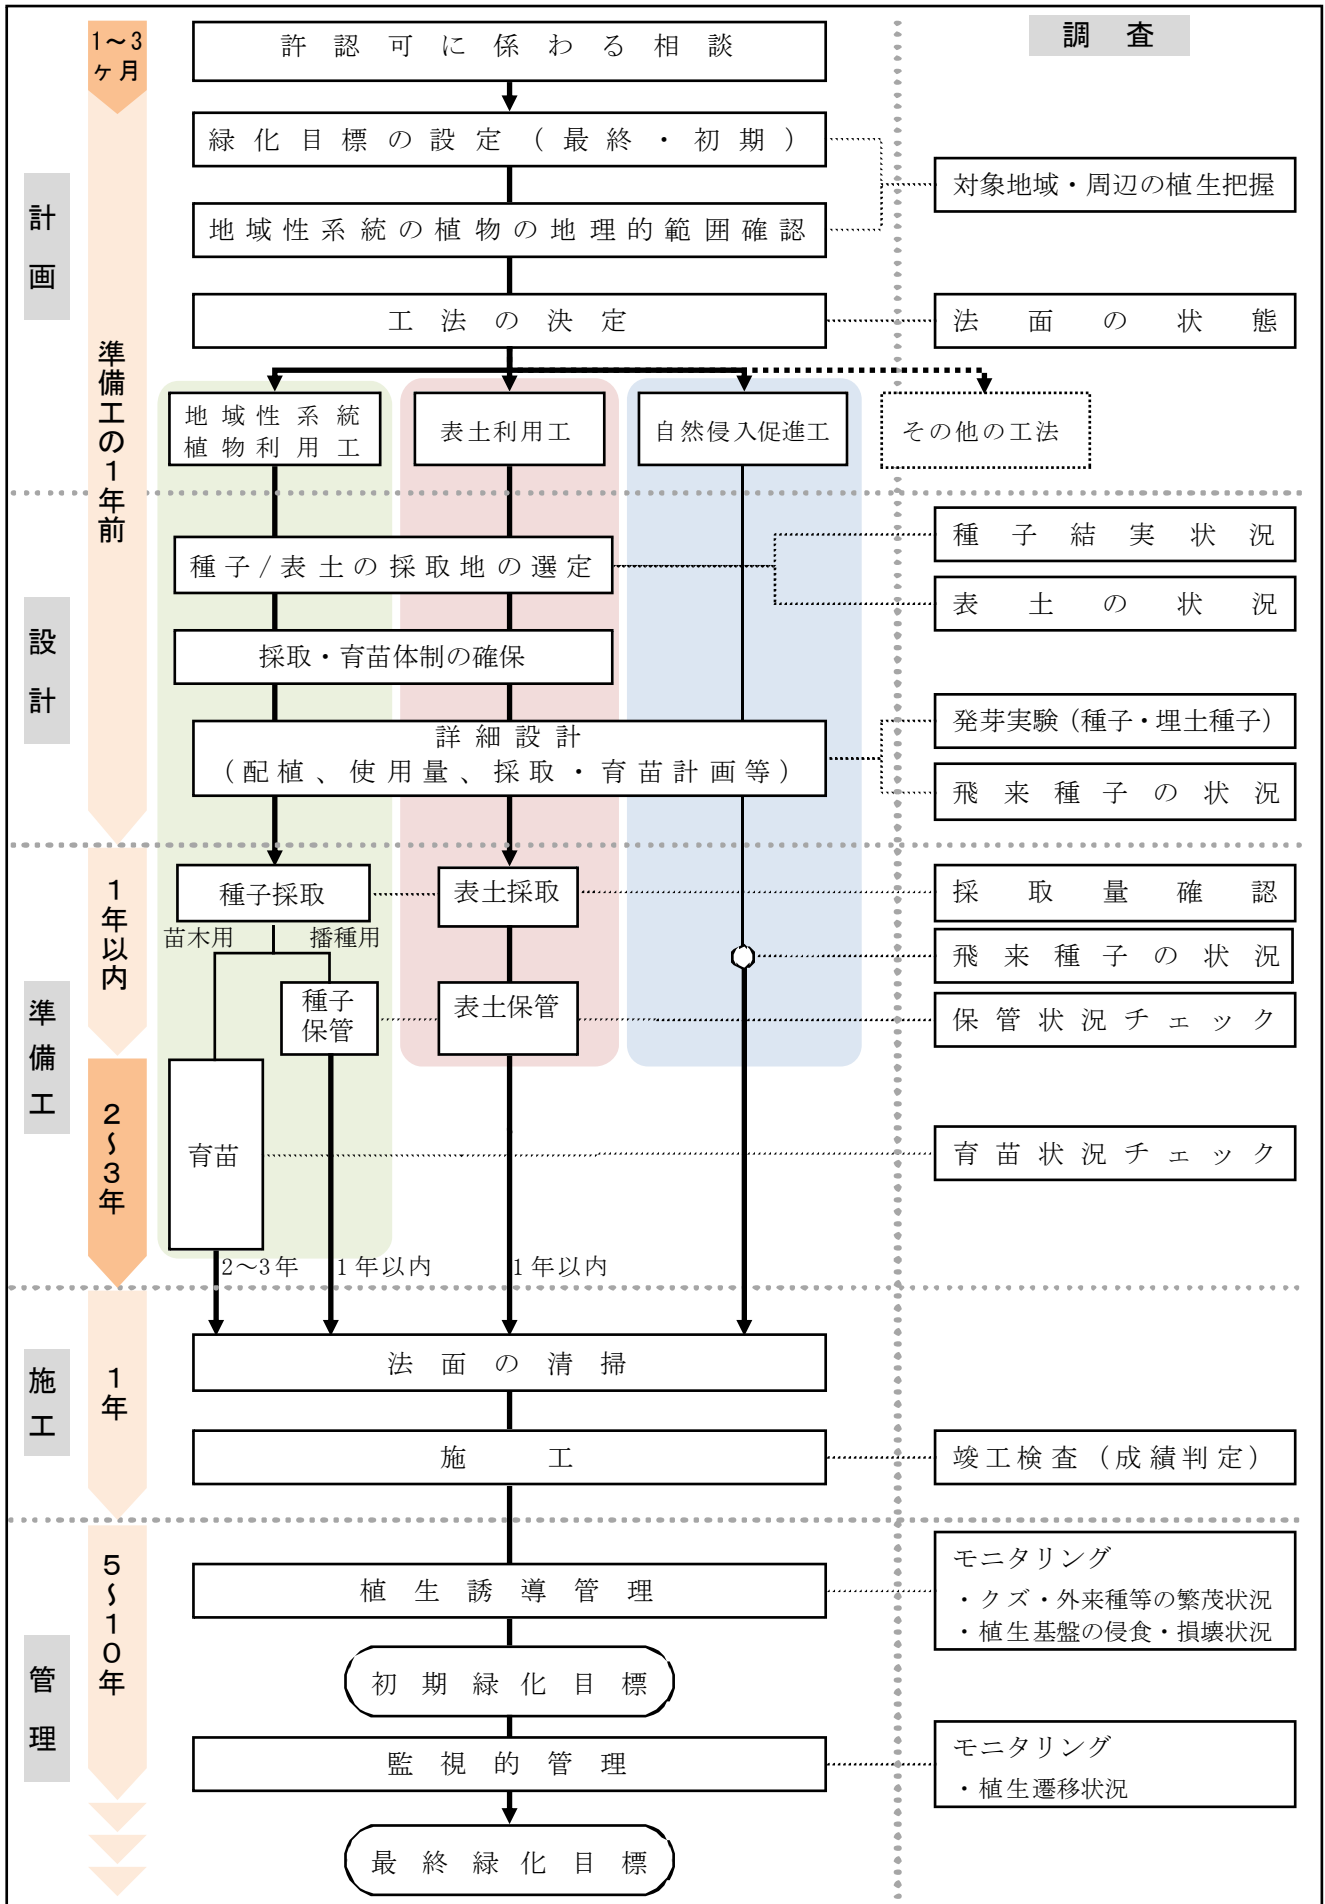 1～3
ヶ月
許認可に係わる相談
調査
緑化目標の設定（最終・初期）
対象地域・周辺の植生把握
地域性系統の植物の地理的範囲確認
計画
工法の決定
法面の状態
準備工の1年前
地域性系統
植物利用工
表土利用工
自然侵入促進工
その他の工法
種子結実状況
種子/表土の採取地の選定
表土の状況
設計
採取・育苗体制の確保
発芽実験（種子・埋土種子）
詳細設計
（配植、使用量、採取・育苗計画等）
飛来種子の状況
1年以内
種子採取
表土採取
採取量確認
苗木用
播種用
飛来種子の状況
準備工
種子
保管
表土保管
保管状況チェック
2～3年
育苗
育苗状況チェック
2～3年
1年以内
1年以内
施工
1年
法面の清掃
施工
竣工検査（成績判定）
5～10年
植生誘導管理
モニタリング
・クズ・外来種等の繁茂状況
・植生基盤の侵食・損壊状況
管理
初期緑化目標
監視的管理
モニタリング
・植生遷移状況
最終緑化目標